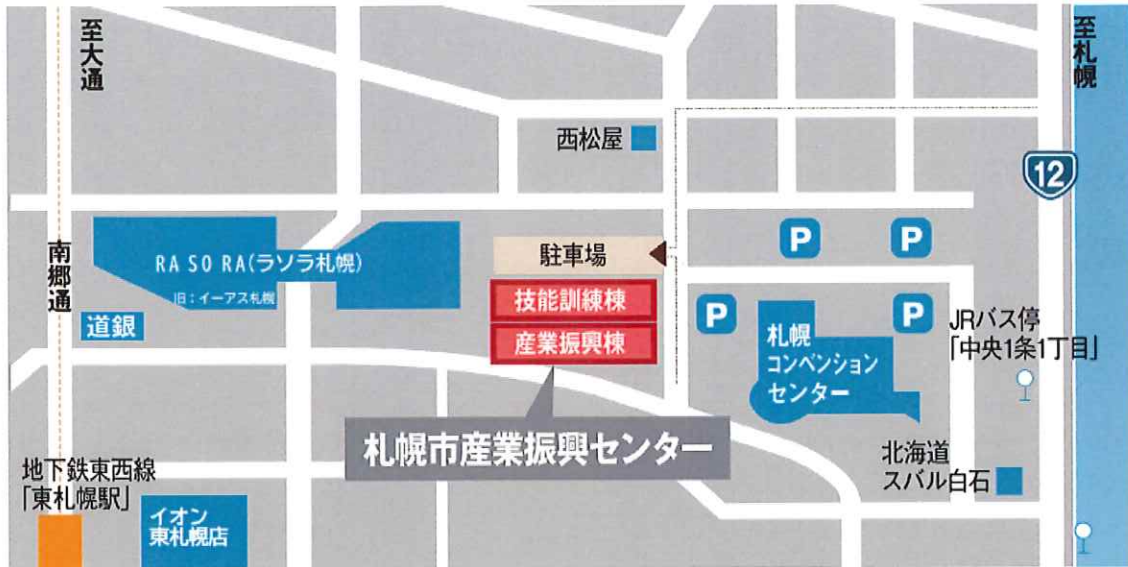 至大通
至札幌
西松屋
12
南郷通
RA SO RA(ラソラ札幌)
旧：イーアス札幌
道銀
駐車場
技能訓練棟
産業振興棟
P
P
P
P
札幌
コンベンション
センター
JRバス停
「中央1条1丁目」
札幌市産業振興センター
北海道
スバル白石
地下鉄東西線
「東札幌駅」
イオン
東札幌店